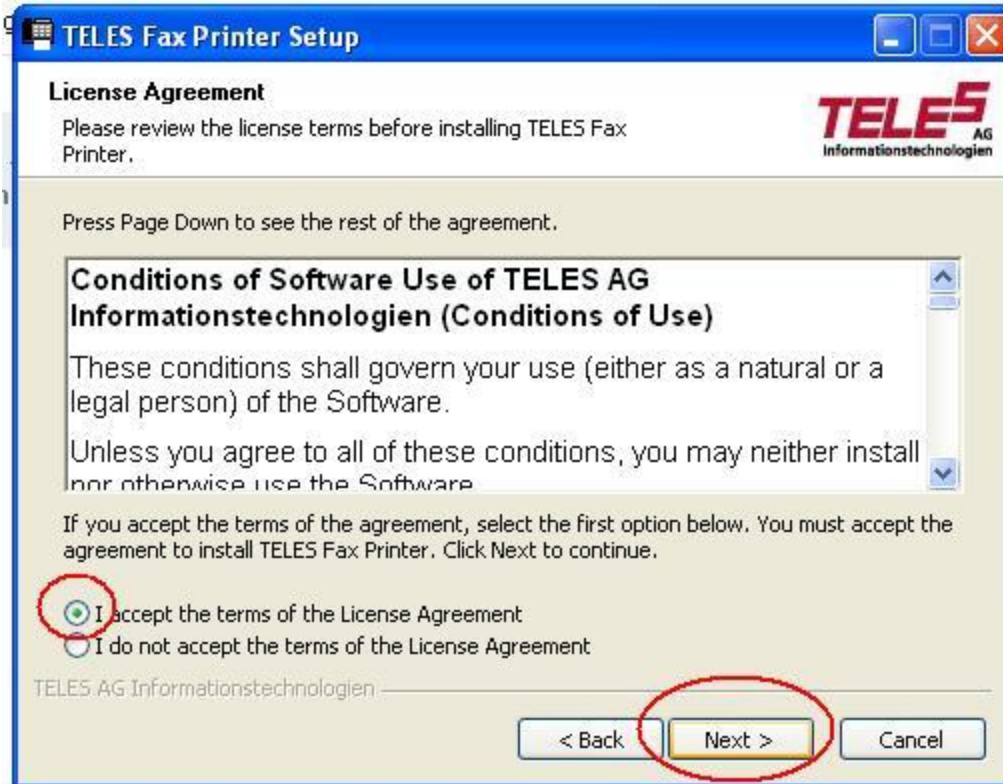 TELES Fax Printer Setup
License Agreement
Please review the license terms before installing TELES Fax
Printer.
TELES
AG
Informationstechnologien
Press Page Down to see the rest of the agreement.
Conditions of Software Use of TELES AG
Informationstechnologien (Conditions of Use)
These conditions shall govern your use (either as a natural or a
legal person) of the Software.
Unless you agree to all of these conditions, you may neither install
nor otherwise use the Software
If you accept the terms of the agreement, select the first option below. You must accept the
agreement to install TELES Fax Printer. Click Next to continue.
I accept the terms of the License Agreement
I do not accept the terms of the License Agreement
TELES AG Informationstechnologien
< Back
Next >
Cancel